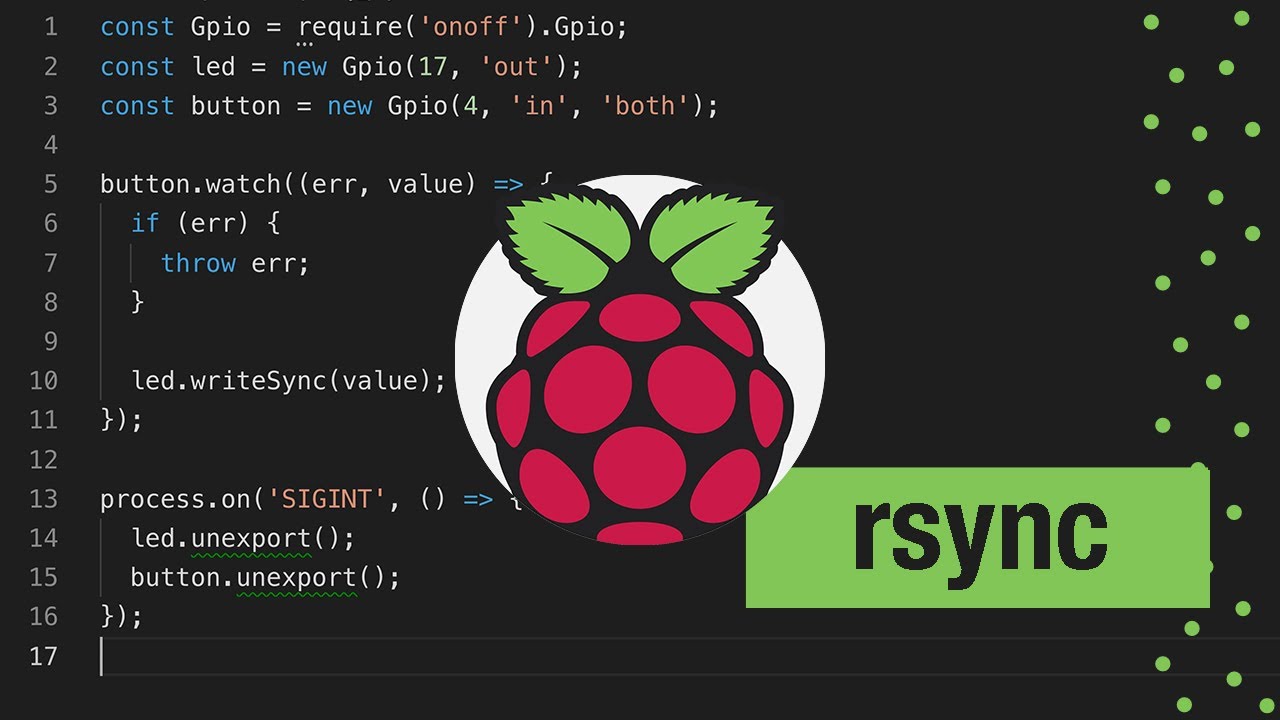 1 const Gpio = require('onoff').Gpio;
2 const led = new Gpio(17, 'out');
3 const button = new Gpio(4, 'in', 'both');
4
5 button.watch((err, value) => {
6 if (err) {
7 throw err;
8 }
9
10 led.writeSync(value);
11 });
12
13 process.on('SIGINT', () => {
14 led.unexport();
15 button.unexport();
16 });
17
rsync